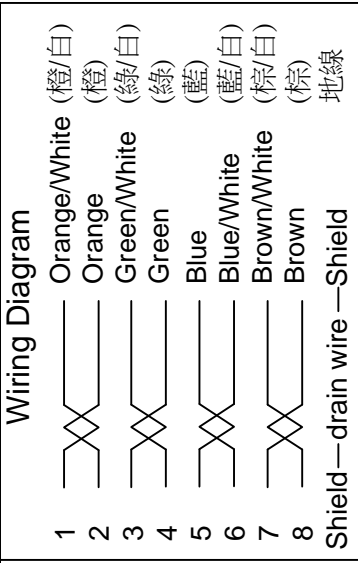 Wiring Diagram
1 Orange/White (橙/白)
2 Orange (橙)
3 Green/White (綠/白)
4 Green (綠)
5 Blue (藍)
6 Blue/White (藍/白)
7 Brown/White (棕/白)
8 Brown (棕)
Shield—drain wire—Shield 地線